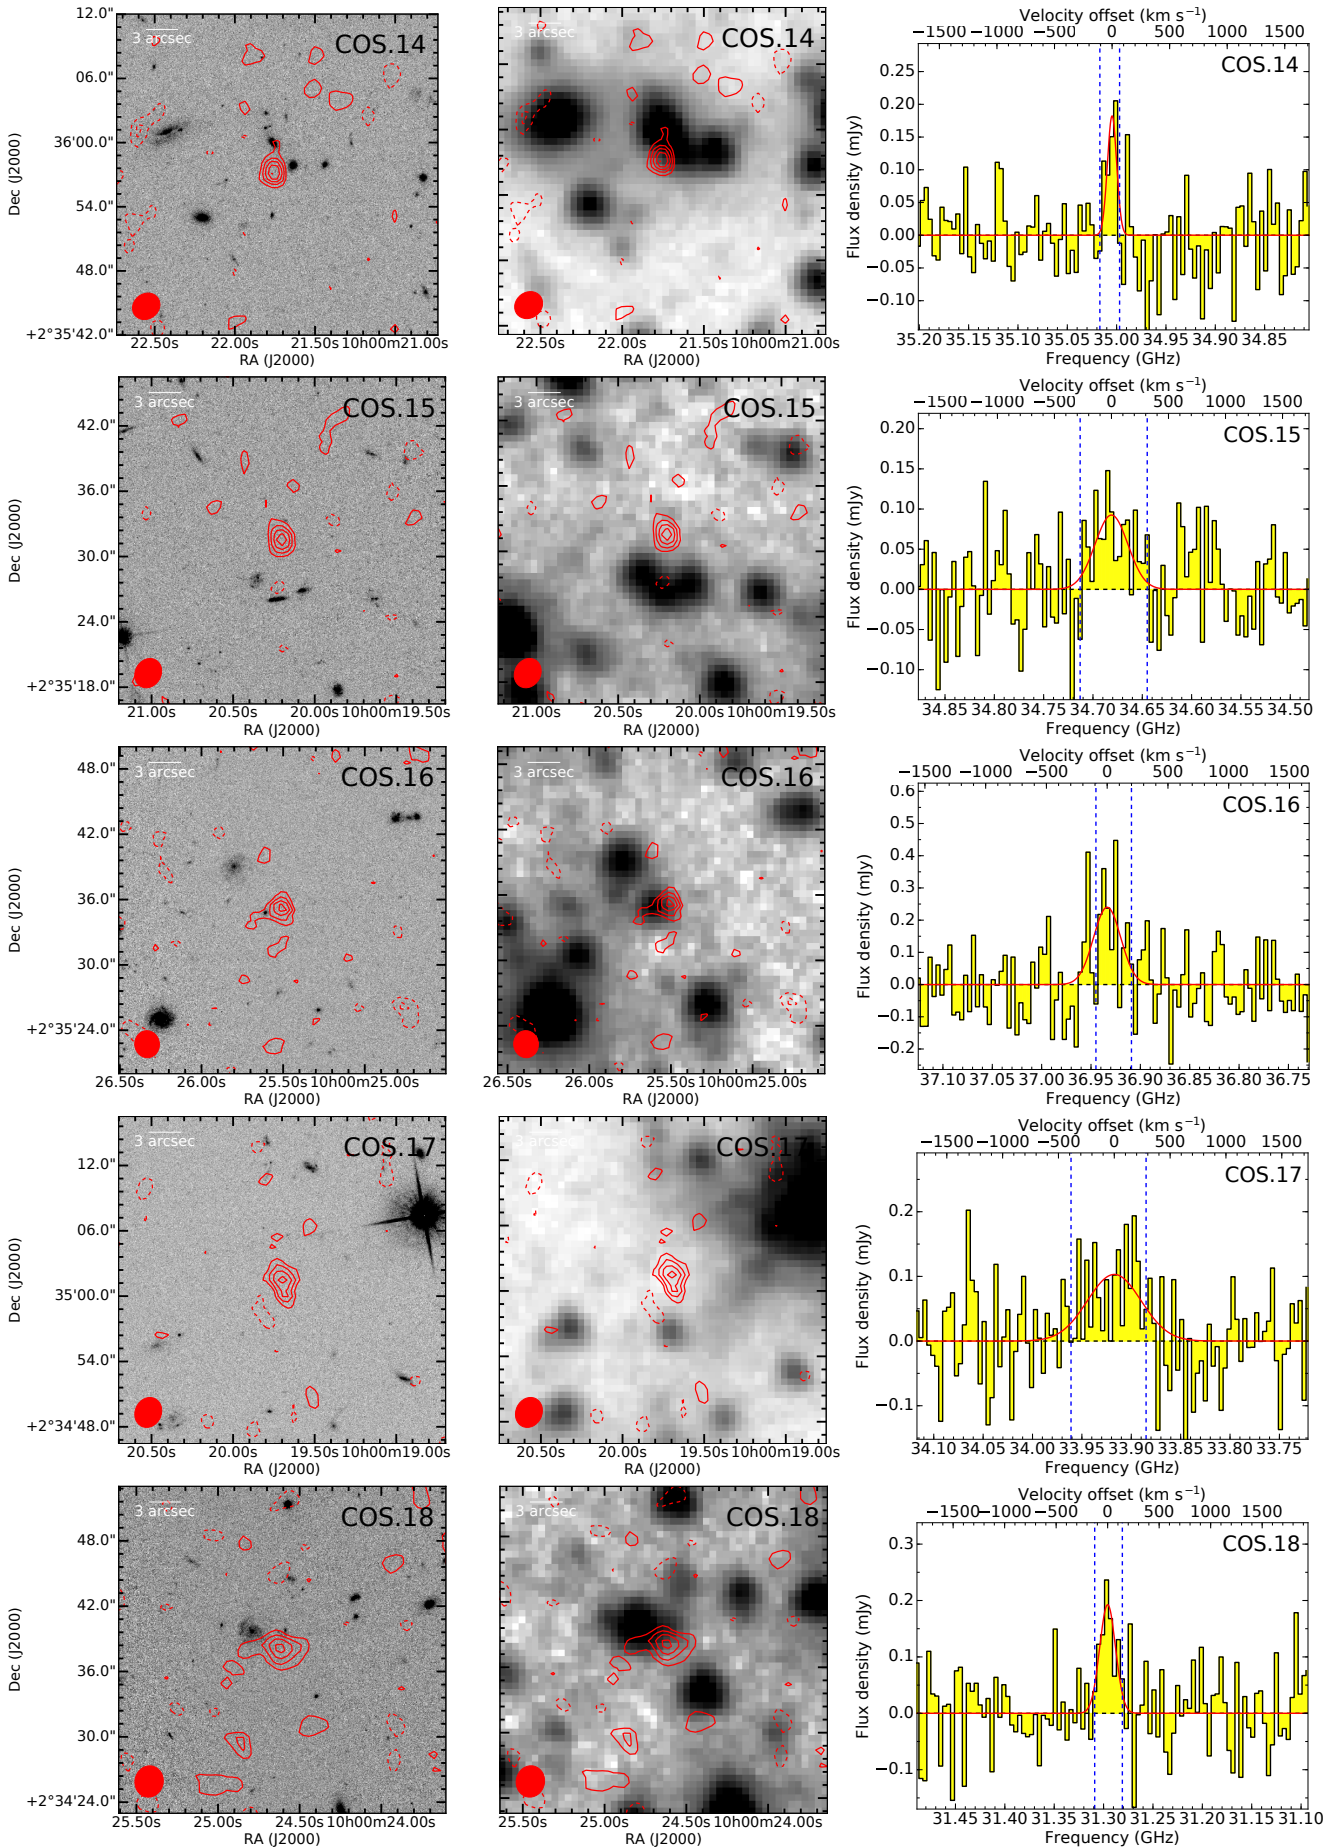 12.0"
06.0"
36'00.0"
54.0"
48.0"
+2°35'42.0"
Dec (J2000)
3 arcsec
COS.14
22.50s 22.00s 21.50s 10h00m21.00s
RA (J2000)
3 arcsec
COS.14
22.50s 22.00s 21.50s 10h00m21.00s
RA (J2000)
Velocity offset (km s⁻¹)
−1500 −1000 −500 0 500 1000 1500
COS.14
Flux density (mJy)
0.25
0.20
0.15
0.10
0.05
0.00
−0.05
−0.10
35.20 35.15 35.10 35.05 35.00 34.95 34.90 34.85
Frequency (GHz)
42.0"
36.0"
30.0"
24.0"
+2°35'18.0"
Dec (J2000)
3 arcsec
COS.15
21.00s 20.50s 20.00s 10h00m19.50s
RA (J2000)
3 arcsec
COS.15
21.00s 20.50s 20.00s 10h00m19.50s
RA (J2000)
Velocity offset (km s⁻¹)
−1500 −1000 −500 0 500 1000 1500
COS.15
Flux density (mJy)
0.20
0.15
0.10
0.05
0.00
−0.05
−0.10
34.85 34.80 34.75 34.70 34.65 34.60 34.55 34.50
Frequency (GHz)
48.0"
42.0"
36.0"
30.0"
+2°35'24.0"
Dec (J2000)
3 arcsec
COS.16
26.50s 26.00s 25.50s 10h00m25.00s
RA (J2000)
3 arcsec
COS.16
26.50s 26.00s 25.50s 10h00m25.00s
RA (J2000)
Velocity offset (km s⁻¹)
−1500 −1000 −500 0 500 1000 1500
COS.16
Flux density (mJy)
0.6
0.5
0.4
0.3
0.2
0.1
0.0
−0.1
−0.2
37.10 37.05 37.00 36.95 36.90 36.85 36.80 36.75
Frequency (GHz)
12.0"
06.0"
35'00.0"
54.0"
+2°34'48.0"
Dec (J2000)
3 arcsec
COS.17
20.50s 20.00s 19.50s 10h00m19.00s
RA (J2000)
3 arcsec
COS.17
20.50s 20.00s 19.50s 10h00m19.00s
RA (J2000)
Velocity offset (km s⁻¹)
−1500 −1000 −500 0 500 1000 1500
COS.17
Flux density (mJy)
0.2
0.1
0.0
−0.1
34.10 34.05 34.00 33.95 33.90 33.85 33.80 33.75
Frequency (GHz)
48.0"
42.0"
36.0"
30.0"
+2°34'24.0"
Dec (J2000)
3 arcsec
COS.18
25.50s 25.00s 24.50s 10h00m24.00s
RA (J2000)
3 arcsec
COS.18
25.50s 25.00s 24.50s 10h00m24.00s
RA (J2000)
Velocity offset (km s⁻¹)
−1500 −1000 −500 0 500 1000 1500
COS.18
Flux density (mJy)
0.3
0.2
0.1
0.0
−0.1
31.45 31.40 31.35 31.30 31.25 31.20 31.15 31.10
Frequency (GHz)